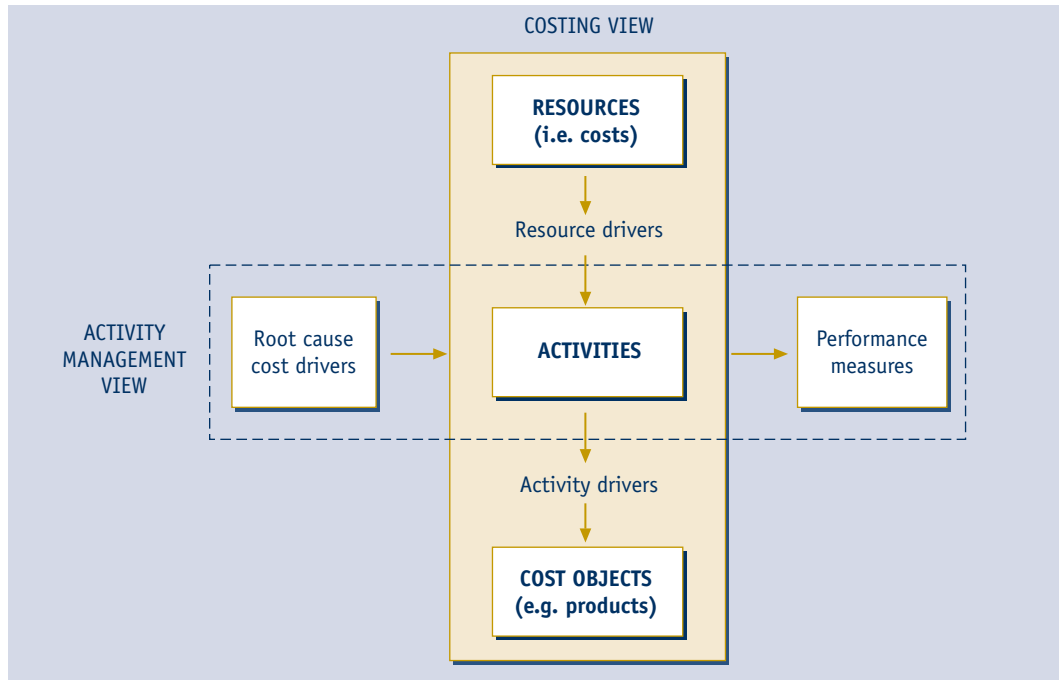 COSTING VIEW
RESOURCES
(i.e. costs)
Resource drivers
ACTIVITY
MANAGEMENT
VIEW
Root cause
cost drivers
ACTIVITIES
Performance
measures
Activity drivers
COST OBJECTS
(e.g. products)